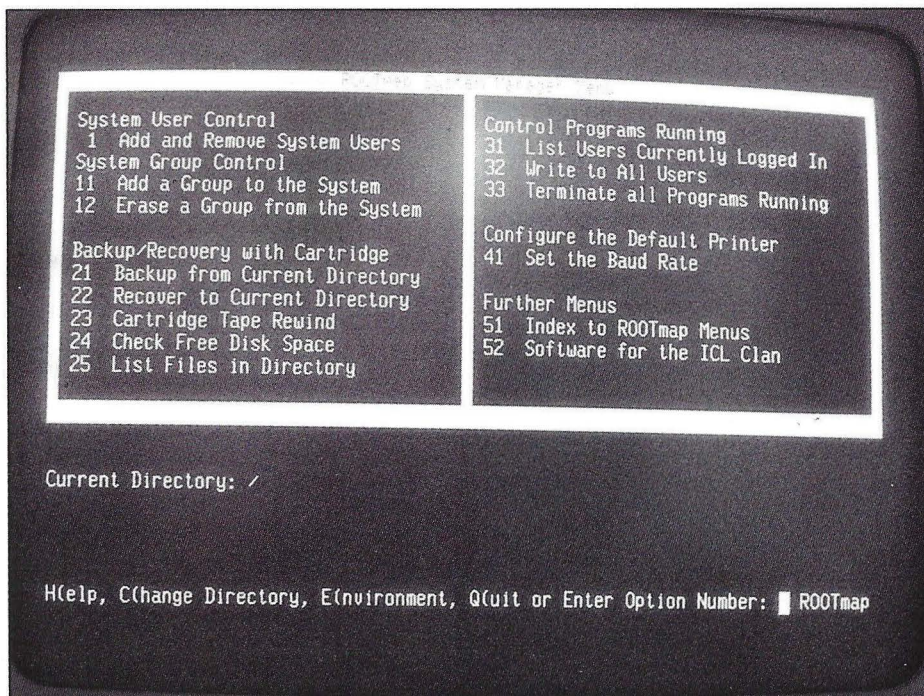 ROOTmap System Manager Menu
System User Control
1 Add and Remove System Users
System Group Control
11 Add a Group to the System
12 Erase a Group from the System
Backup/Recovery with Cartridge
21 Backup from Current Directory
22 Recover to Current Directory
23 Cartridge Tape Rewind
24 Check Free Disk Space
25 List Files in Directory
Control Programs Running
31 List Users Currently Logged In
32 Write to All Users
33 Terminate all Programs Running
Configure the Default Printer
41 Set the Baud Rate
Further Menus
51 Index to ROOTmap Menus
52 Software for the ICL Clan
Current Directory: /
H(elp, C(hange Directory, E(nvironment, Q(uit or Enter Option Number: ROOTmap